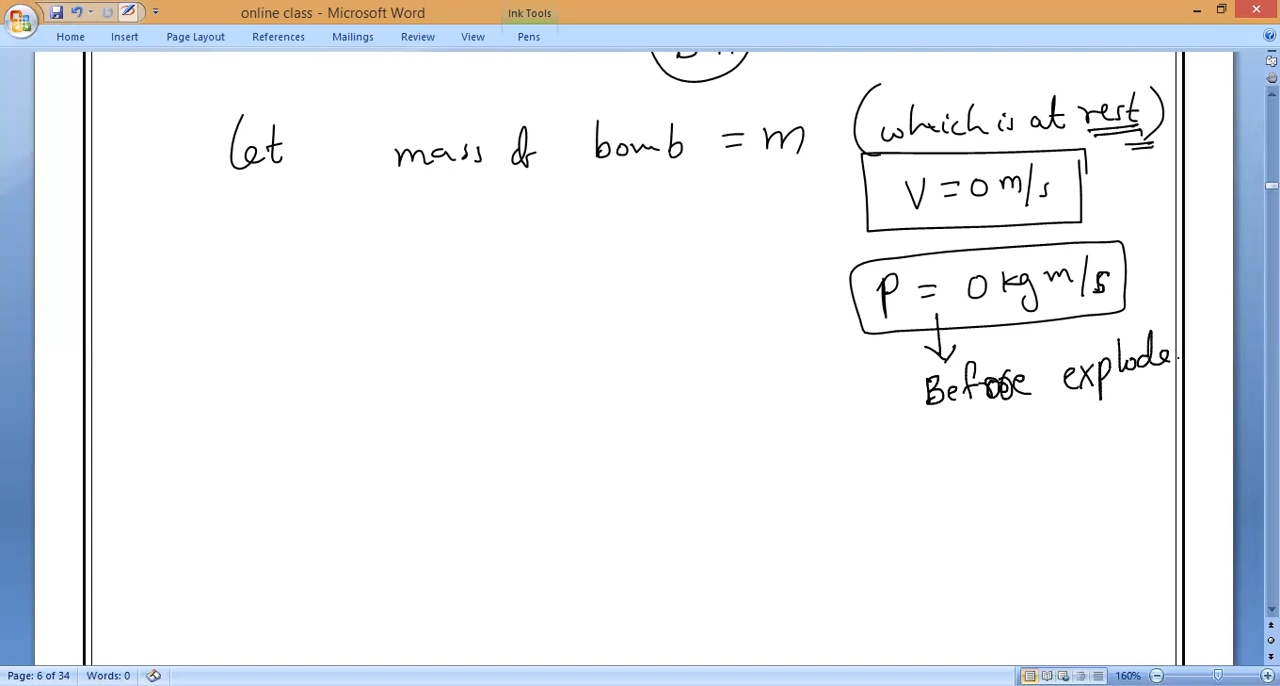 online class - Microsoft Word
Ink Tools
Home Insert Page Layout References Mailings Review View Pens
Let mass of bomb = m (which is at rest)
V = 0 m/s
P = 0 kg m/s
Before explode.
Page: 6 of 34 Words: 0 160%